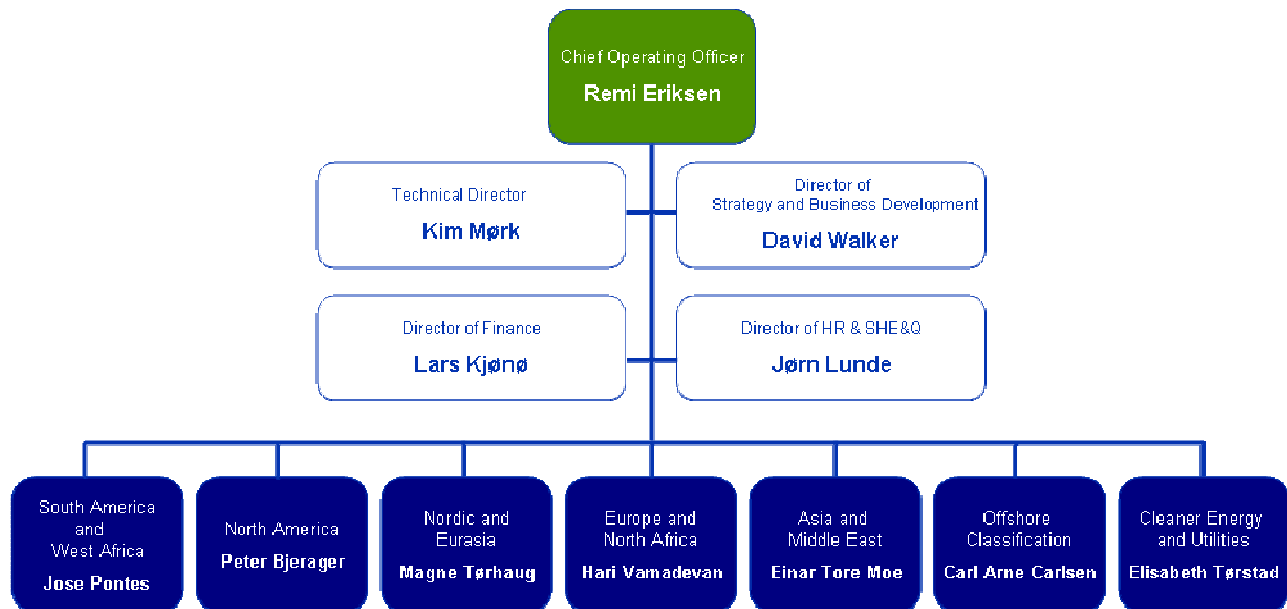 Chief Operating Officer
Remi Eriksen
Technical Director
Kim Mørk
Director of
Strategy and Business Development
David Walker
Director of Finance
Lars Kjønø
Director of HR & SHE&Q
Jørn Lunde
South America
and
West Africa
Jose Pontes
North America
Peter Bjerager
Nordic and
Eurasia
Magne Tørhaug
Europe and
North Africa
Hari Vamadevan
Asia and
Middle East
Einar Tore Moe
Offshore
Classification
Carl Arne Carlsen
Cleaner Energy
and Utilities
Elisabeth Tørstad